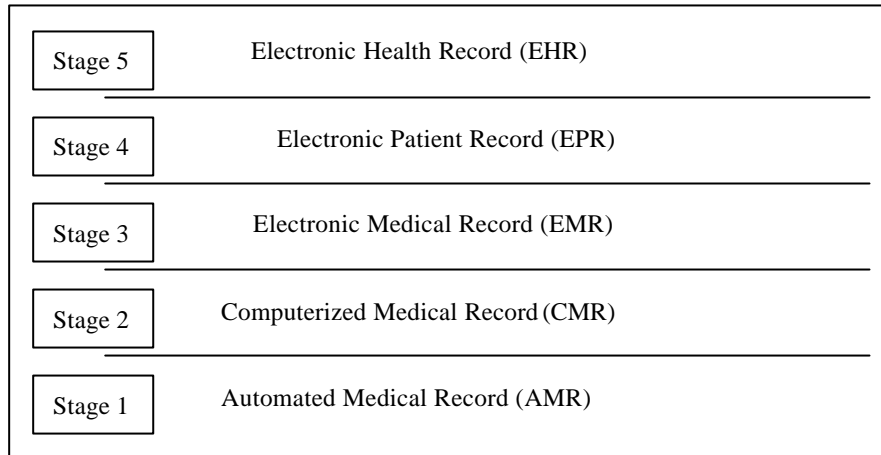 Stage 5 Electronic Health Record (EHR)
Stage 4 Electronic Patient Record (EPR)
Stage 3 Electronic Medical Record (EMR)
Stage 2 Computerized Medical Record (CMR)
Stage 1 Automated Medical Record (AMR)